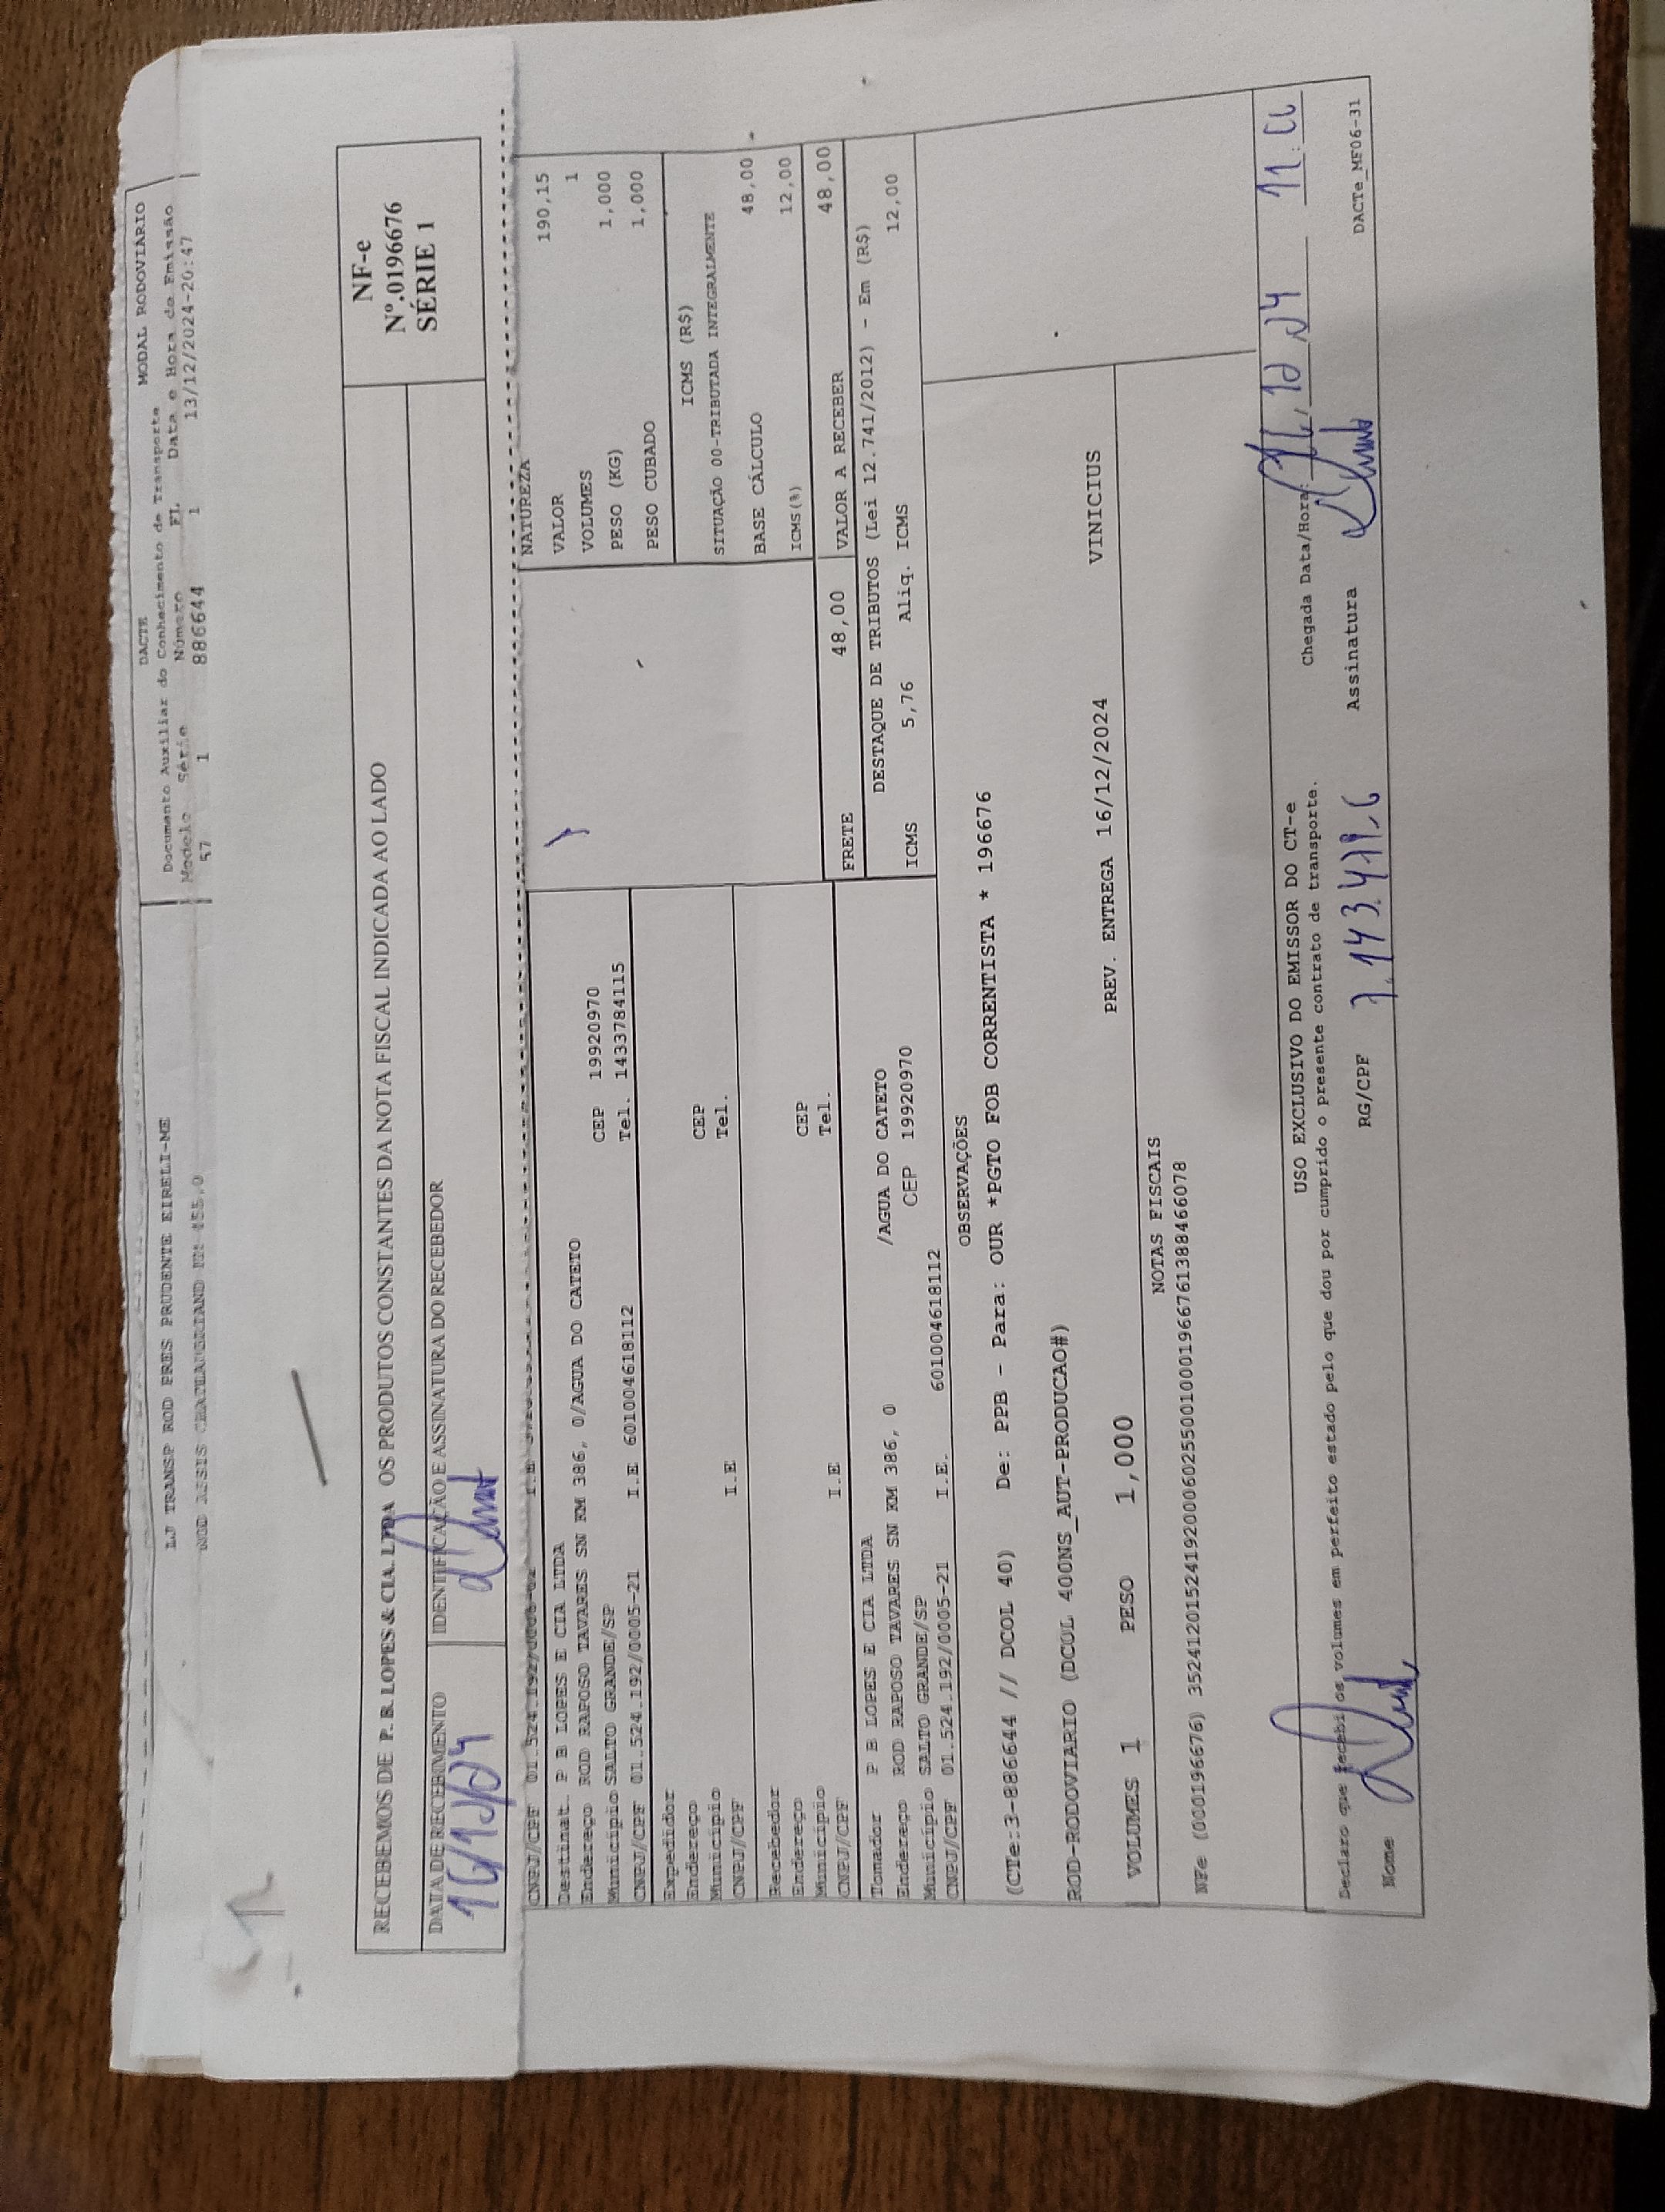 DACTE MODAL RODOVIARIO
LJ TRANSP ROD PRES PRUDENTE EIRELI-ME Documento Auxiliar do Conhecimento de Transporte
Modelo Série Número FL Data e Hora de Emissão
57 1 886644 1 13/12/2024-20:47
RECEBEMOS DE P. B. LOPES & CIA. LTDA OS PRODUTOS CONSTANTES DA NOTA FISCAL INDICADA AO LADO
NF-e
Nº.0196676
SÉRIE 1
DATA DE RECEBIMENTO IDENTIFICAÇÃO E ASSINATURA DO RECEBEDOR
16/12/24
CNPJ/CPF I.E
Destinat. P B LOPES E CIA LTDA
Endereço ROD RAPOSO TAVARES SN KM 386, 0/AGUA DO CATETO
Município SALTO GRANDE/SP CEP 19920970
CNPJ/CPF 01.524.192/0005-21 I.E 601004618112 Tel. 1433784115
Expedidor
Endereço
Município CEP
CNPJ/CPF I.E Tel.
Recebedor
Endereço
Município CEP
CNPJ/CPF I.E Tel.
Tomador P B LOPES E CIA LTDA
Endereço ROD RAPOSO TAVARES SN KM 386, 0 /AGUA DO CATETO
Município SALTO GRANDE/SP CEP 19920970
CNPJ/CPF 01.524.192/0005-21 I.E. 601004618112
NATUREZA
VALOR 190,15
VOLUMES 1
PESO (KG) 1,000
PESO CUBADO 1,000
ICMS (R$)
SITUAÇÃO 00-TRIBUTADA INTEGRALMENTE
BASE CÁLCULO 48,00
ICMS(%) 12,00
FRETE 48,00 VALOR A RECEBER 48,00
DESTAQUE DE TRIBUTOS (Lei 12.741/2012) - Em (R$)
ICMS 5,76 Aliq. ICMS 12,00
OBSERVAÇÕES
(CTe:3-886644 // DCOL 40) De: PPB - Para: OUR *PGTO FOB CORRENTISTA * 196676
ROD-RODOVIARIO (DCOL 400NS_AUT-PRODUCAO#)
VOLUMES 1 PESO 1,000 PREV. ENTREGA 16/12/2024 VINICIUS
NOTAS FISCAIS
NFe (000196676) 35241201524192000602550010001966761388466078
USO EXCLUSIVO DO EMISSOR DO CT-e
Declaro que recebi os volumes em perfeito estado pelo que dou por cumprido o presente contrato de transporte. Chegada Data/Hora: 16, 12, 24
Nome RG/CPF Assinatura
DACTe_MF06-31